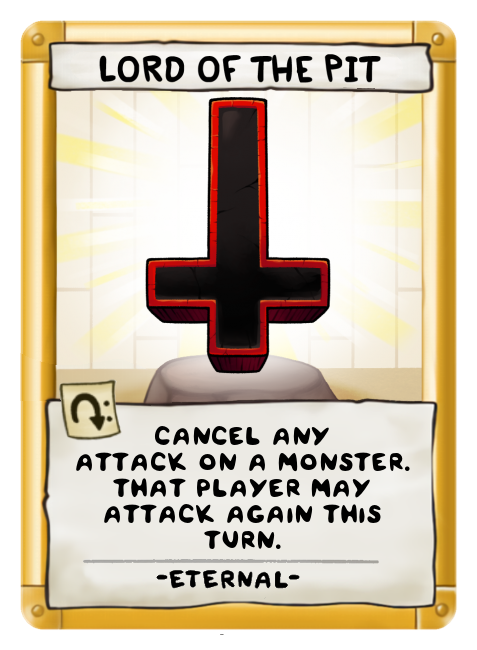 LORD OF THE PIT
CANCEL ANY
ATTACK ON A MONSTER.
THAT PLAYER MAY
ATTACK AGAIN THIS
TURN.
-ETERNAL-